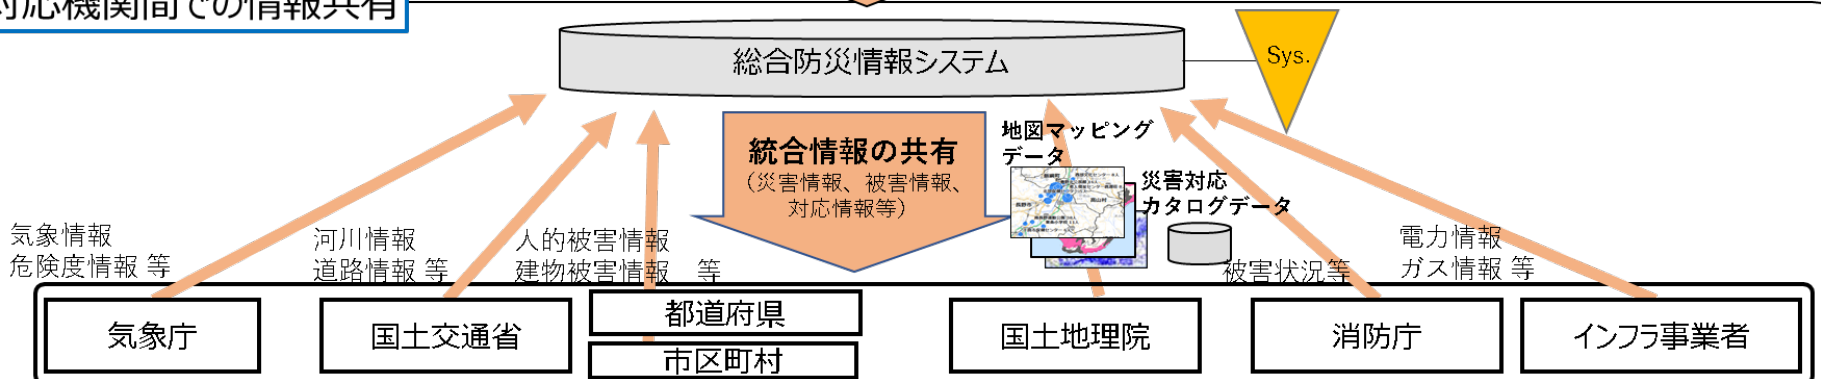 対応機関間での情報共有
総合防災情報システム
Sys.
統合情報の共有
(災害情報、被害情報、
対応情報等)
地図マッピング
データ
災害対応
カタログデータ
気象情報
危険度情報 等
河川情報
道路情報 等
人的被害情報
建物被害情報 等
被害状況等
電力情報
ガス情報 等
気象庁
国土交通省
都道府県
市区町村
国土地理院
消防庁
インフラ事業者